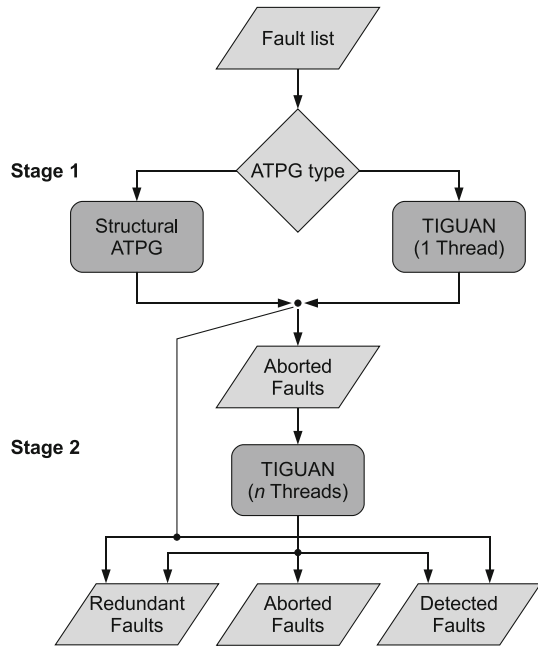 Fault list
Stage 1
ATPG type
Structural
ATPG
TIGUAN
(1 Thread)
Aborted
Faults
Stage 2
TIGUAN
(n Threads)
Redundant
Faults
Aborted
Faults
Detected
Faults